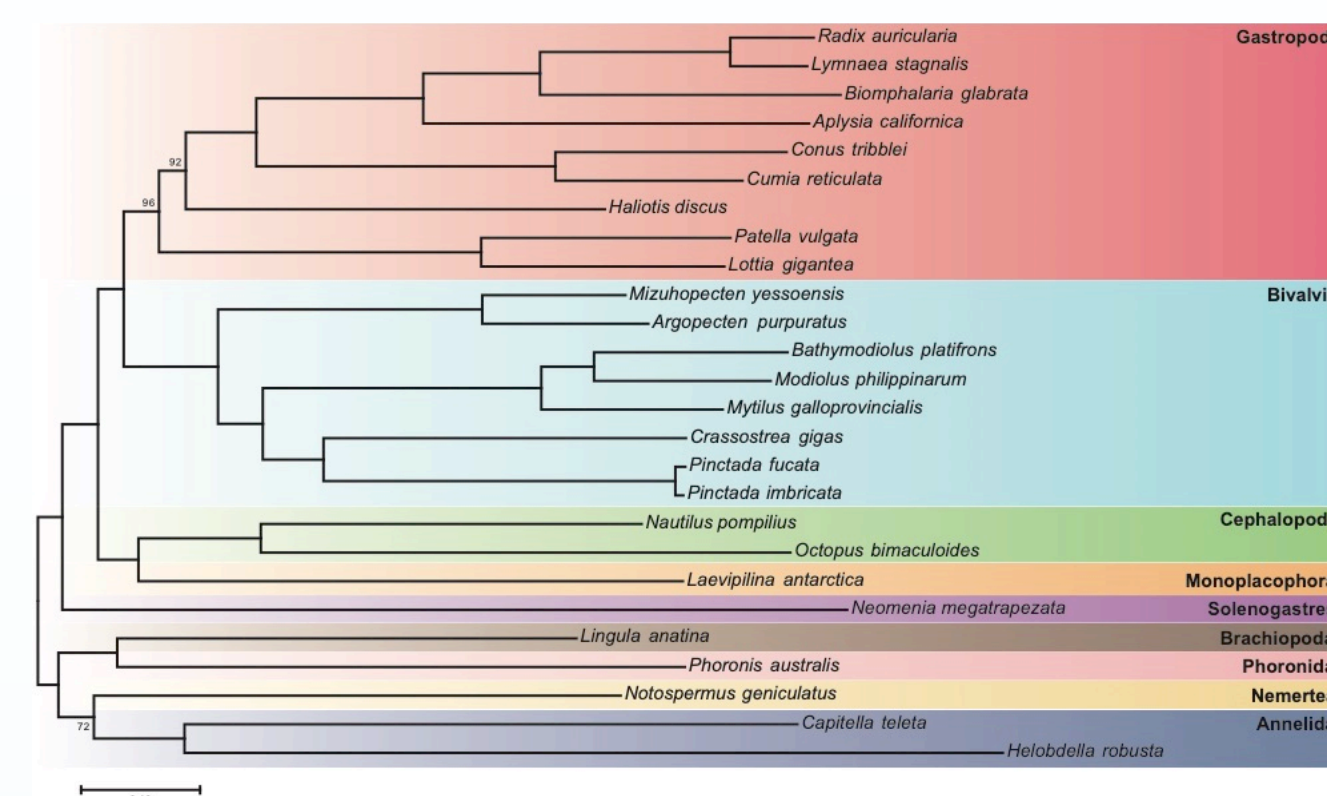 Radix auricularia Gastropod
Lymnaea stagnalis
Biomphalaria glabrata
Aplysia californica
Conus tribblei
92
Cumia reticulata
96
Haliotis discus
Patella vulgata
Lottia gigantea
Mizuhopecten yessoensis Bivalvi
Argopecten purpuratus
Bathymodiolus platifrons
Modiolus philippinarum
Mytilus galloprovincialis
Crassostrea gigas
Pinctada fucata
Pinctada imbricata
Nautilus pompilius Cephalopod
Octopus bimaculoides
Laevipilina antarctica Monoplacophora
Neomenia megatrapezata Solenogastre
Lingula anatina Brachiopoda
Phoronis australis Phoronida
Notospermus geniculatus Nemerte
72
Capitella teleta Annelida
Helobdella robusta